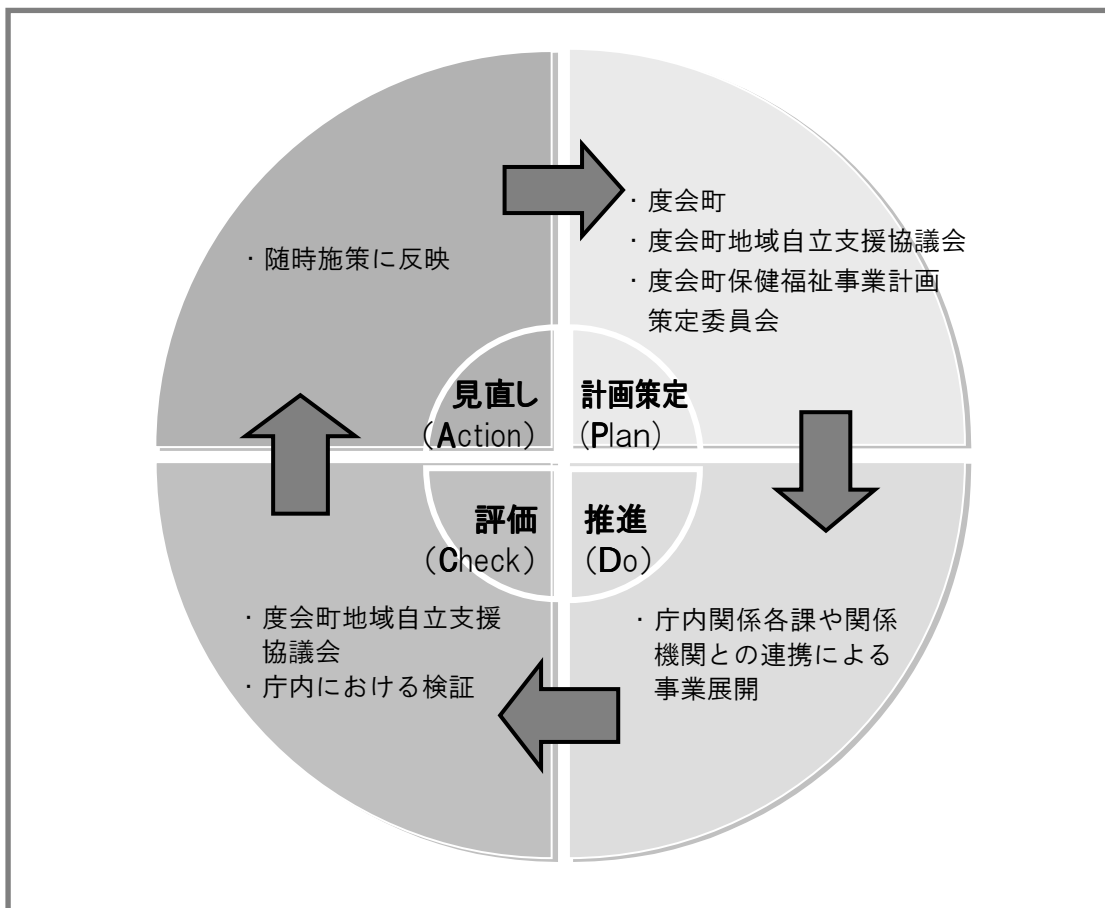 ・随時施策に反映
見直し
（Action）
・度会町
・度会町地域自立支援協議会
・度会町保健福祉事業計画
策定委員会
計画策定
（Plan）
推進
（Do）
・庁内関係各課や関係
機関との連携による
事業展開
評価
（Check）
・度会町地域自立支援
協議会
・庁内における検証